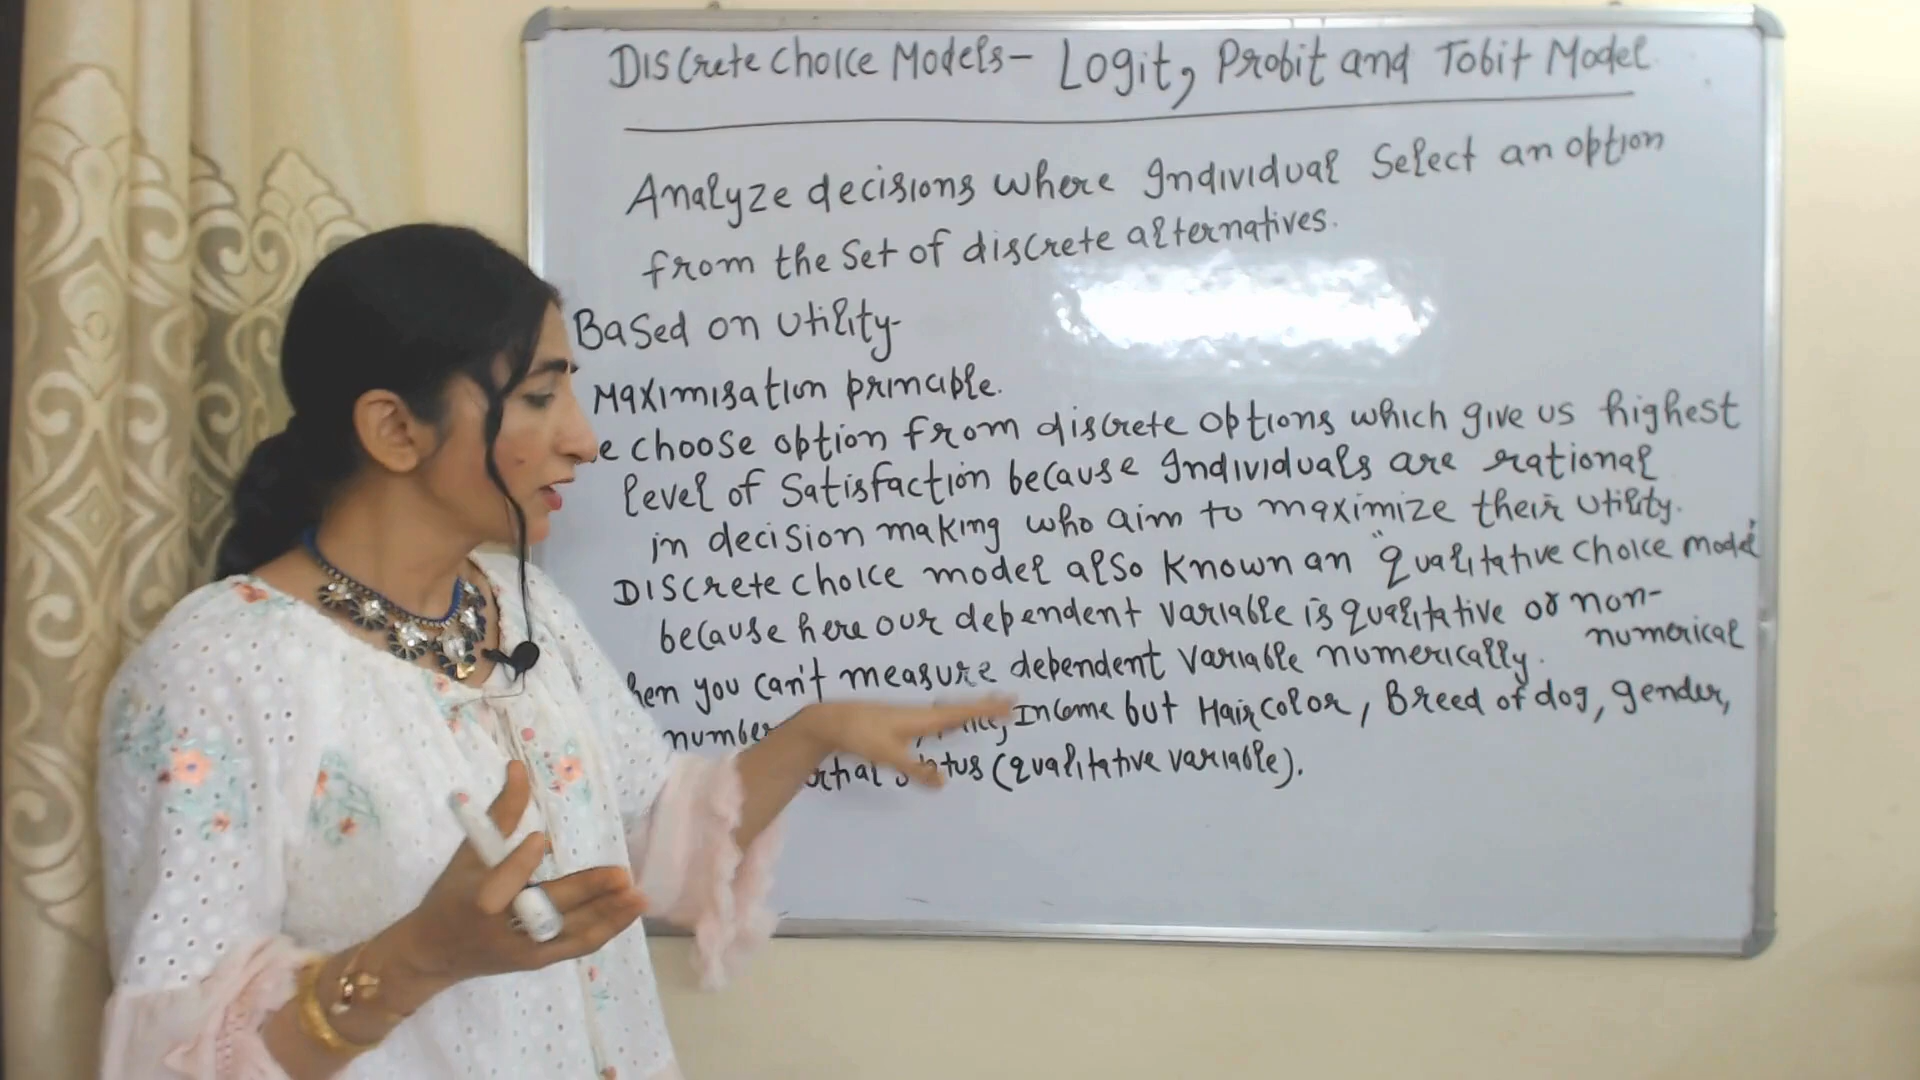 Discrete choice Models- Logit, Probit and Tobit Model
Analyze decisions where Individual Select an option
from the set of discrete alternatives.
Based on utility-
Maximisation principle.
e choose option from discrete options which give us highest
level of satisfaction because Individuals are rational
in decision making who aim to maximize their utility.
Discrete choice model also known an "qualitative choice model"
because here our dependent variable is qualitative or non-
numerical
hen you can't measure dependent variable numerically.
number Income but Hair color, Breed of dog, gender,
status (qualitative variable).